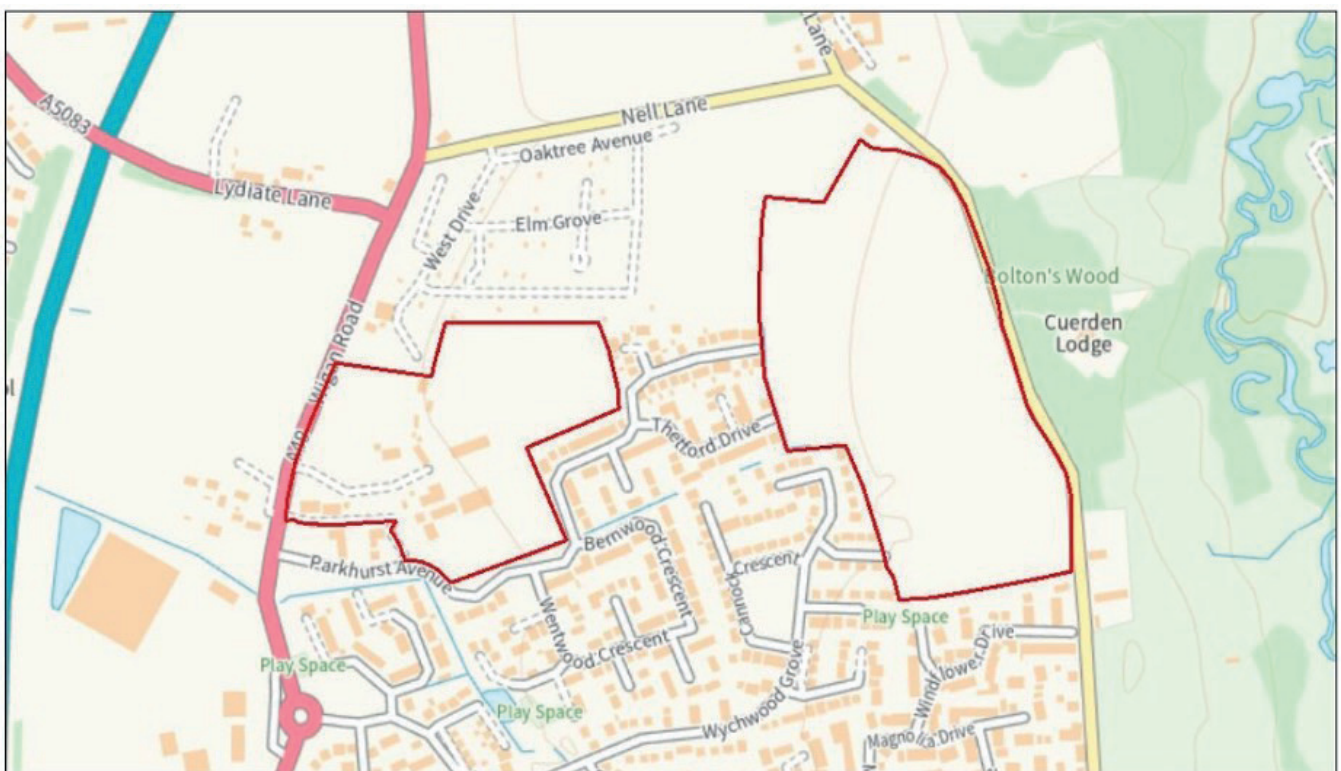 Lane
A5083
Nell Lane
Oaktree Avenue
Lydiate Lane
West Drive
Elm Grove
Bolton's Wood
Cuerden
Lodge
Wigan Road
Thetford Drive
Bernwood Crescent
Parkhurst Avenue
Crescent
Cannock
Wentwood Crescent
Play Space
Play Space
Play Space
Windflower Drive
Wychwood Grove
Magnolia Drive